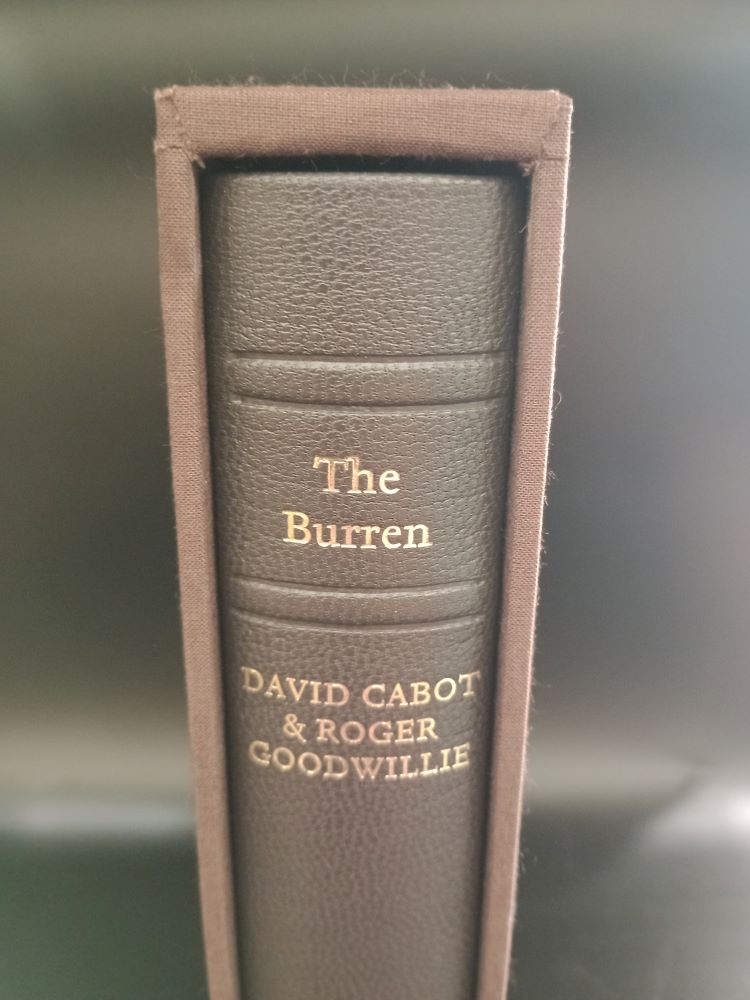 The
Burren
DAVID CABOT
& ROGER
GOODWILLIE